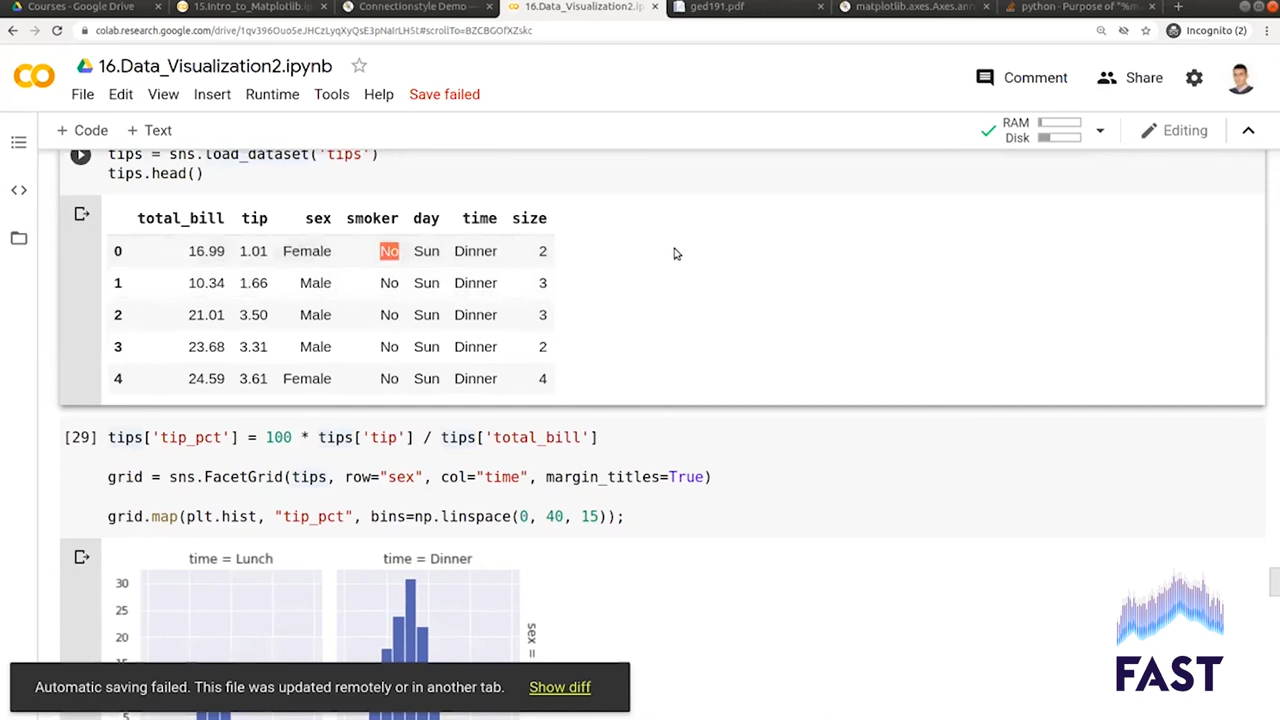 Courses - Google Drive
15.Intro_to_Matplotlib.i
Connectionstyle Demo —
16.Data_Visualization2.i
ged191.pdf
matplotlib.axes.Axes.an
python - Purpose of "%m
colab.research.google.com/drive/1qv396Ouo5eJHCzLyqXyQsE3pNaIrLH5t#scrollTo=BZCBGOfXZskc
Incognito (2)
CO
16.Data_Visualization2.ipynb
Comment
Share
File Edit View Insert Runtime Tools Help Save failed
+ Code + Text
RAM
Disk
Editing
tips = sns.load_dataset('tips')
tips.head()
total_bill tip sex smoker day time size
0 16.99 1.01 Female No Sun Dinner 2
1 10.34 1.66 Male No Sun Dinner 3
2 21.01 3.50 Male No Sun Dinner 3
3 23.68 3.31 Male No Sun Dinner 2
4 24.59 3.61 Female No Sun Dinner 4
[29] tips['tip_pct'] = 100 * tips['tip'] / tips['total_bill']
grid = sns.FacetGrid(tips, row="sex", col="time", margin_titles=True)
grid.map(plt.hist, "tip_pct", bins=np.linspace(0, 40, 15));
time = Lunch time = Dinner
30
25
20
15
5
sex =
Automatic saving failed. This file was updated remotely or in another tab. Show diff
FAST